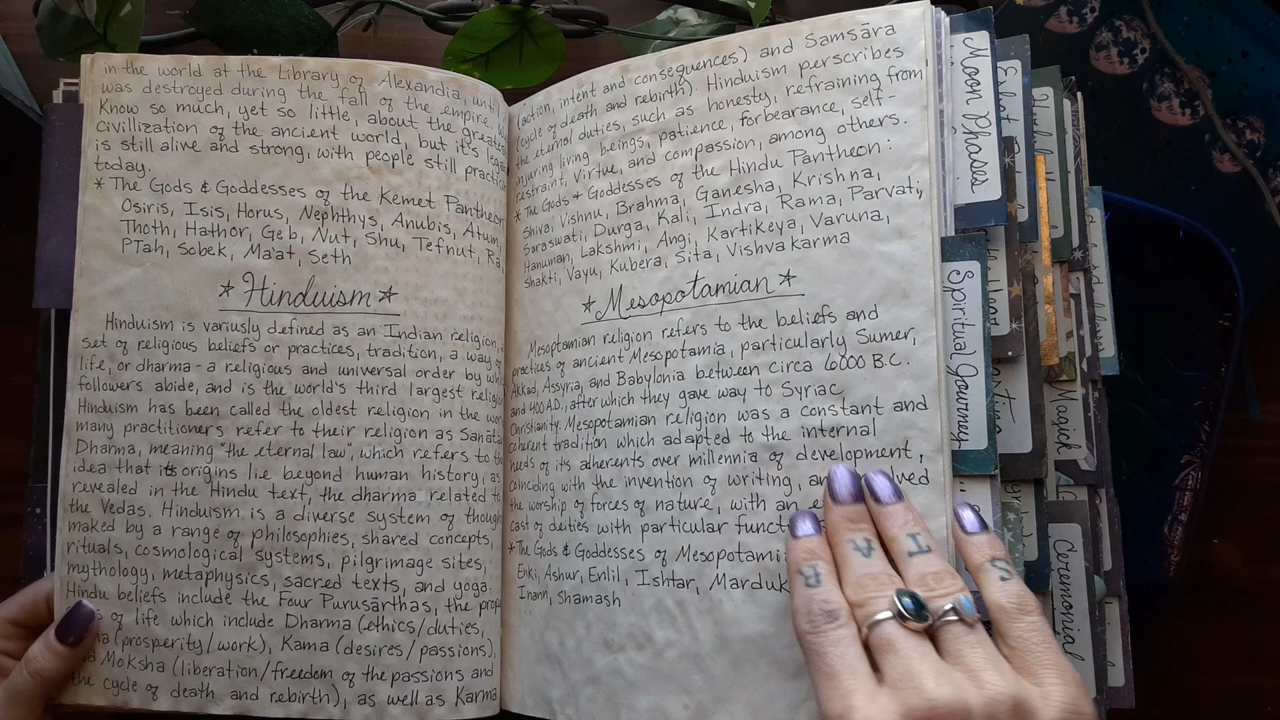 in the world at the Library of Alexandria, unti
was destroyed during the fall of the empire. W
Know so much, yet so little, about the greates
Civillization of the ancient world, but it's lega
is still alive and strong, with people still practici
today.
* The Gods & Goddesses of the Kemet Pantheon
Osiris, Isis, Horus, Nephthys, Anubis, Atum,
Thoth, Hathor, Geb, Nut, Shu, Tefnut, Ra,
PTah, Sobek, Ma'at, Seth
* Hinduism *
Hinduism is variously defined as an Indian religion,
set of religious beliefs or practices, tradition, a way of
life, or dharma - a religious and universal order by whi
followers abide, and is the world's third largest religion
Hinduism has been called the oldest religion in the wor
many practitioners refer to their religion as Sanata
Dharma, meaning "the eternal law", which refers to the
idea that its origins lie beyond human history, as
revealed in the Hindu text, the dharma related to
the Vedas. Hinduism is a diverse system of though
maked by a range of philosophies, shared concepts,
rituals, cosmological systems, pilgrimage sites,
mythology, metaphysics, sacred texts, and yoga.
Hindu beliefs include the Four Purusārthas, the prop
of life which include Dharma (ethics/duties,
(prosperity/work), Kama (desires/passions),
Moksha (liberation/freedom of the passions and
the cycle of death and rebirth), as well as Karma
(action, intent and consequences) and Samsāra
(cycle of death and rebirth). Hinduism perscribes
the eternal duties, such as honesty, refraining from
injuring living beings, patience, forbearance, self-
restraint, virtue, and compassion, among others.
* The Gods & Goddesses of the Hindu Pantheon:
Shiva, Vishnu, Brahma, Ganesha, Krishna,
Saraswati, Durga, Kali, Indra, Rama, Parvati,
Hanuman, Lakshmi, Angi, Kartikeya, Varuna,
Shakti, Vayu, Kubera, Sita, Vishvakarma
* Mesopotamian *
Mesoptamian religion refers to the beliefs and
practices of ancient Mesopotamia, particularly Sumer,
Akkad, Assyria, and Babylonia between circa 6000 B.C.
and 400 A.D., after which they gave way to Syriac
Christianity. Mesopotamian religion was a constant and
coherent tradition which adapted to the internal
needs of its adherents over millennia of development,
coinciding with the invention of writing, an ved
the worship of forces of nature, with an e
cast of deities with particular funct
* The Gods & Goddesses of Mesopotami
Enki, Ashur, Enlil, Ishtar, Marduk
Inann, Shamash
Moon Phases
Spiritual Journey
Magick
Ceremonial
R
A
I
S